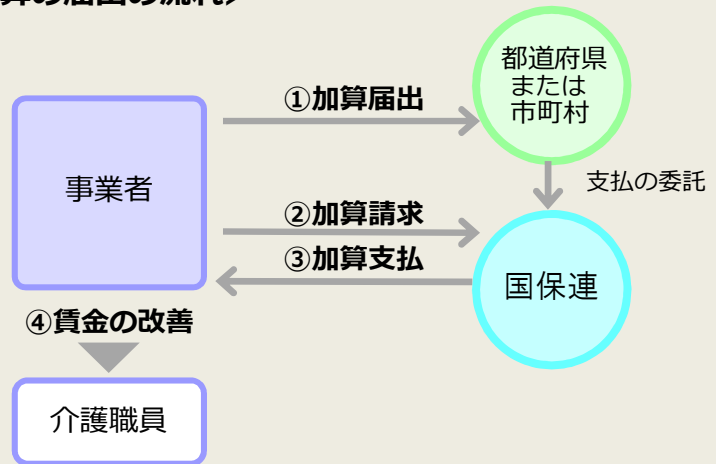 算の届出の流れ＞
都道府県
または
市町村
①加算届出
事業者
支払の委託
②加算請求
③加算支払
国保連
④賃金の改善
介護職員